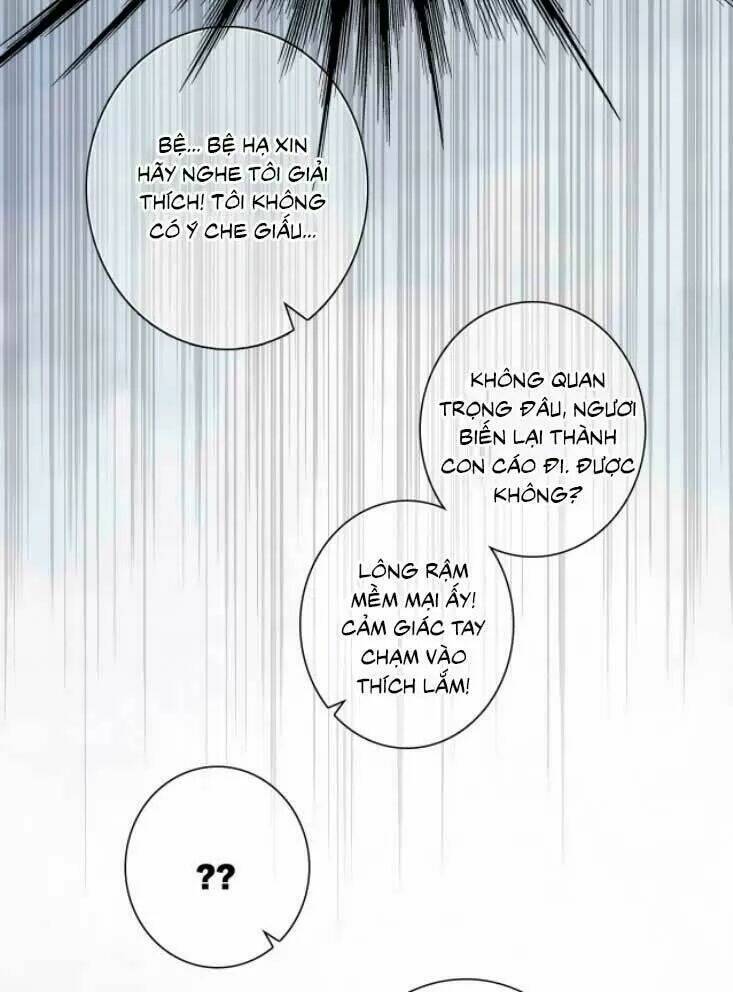 BỆ... BỆ HẠ XIN
HÃY NGHE TÔI GIẢI
THÍCH! TÔI KHÔNG
CÓ Ý CHE GIẤU...
KHÔNG QUAN
TRỌNG ĐÂU, NGƯƠI
BIẾN LẠI THÀNH
CON CÁO ĐI. ĐƯỢC
KHÔNG?
LÔNG RẬM
MỀM MẠI ẤY!
CẢM GIÁC TAY
CHẠM VÀO
THÍCH LẮM!
??